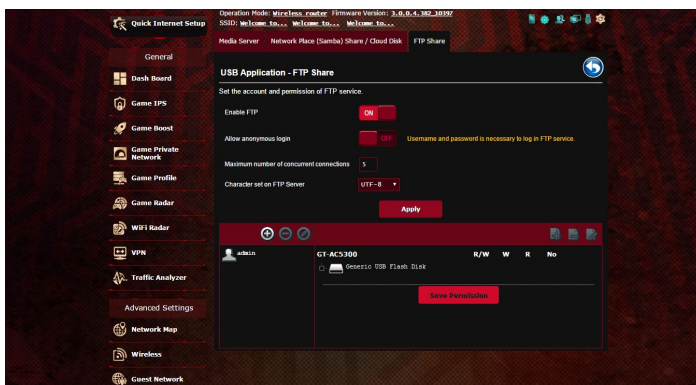 Quick Internet Setup
Operation Mode: Wireless router Firmware Version: 3.0.0.4.382_10397
SSID: Welcome to... Welcome to... Welcome to...
Media Server Network Place (Samba) Share / Cloud Disk FTP Share
General
Dash Board
Game IPS
Game Boost
Game Private
Network
Game Profile
Game Radar
WiFi Radar
VPN
Traffic Analyzer
Advanced Settings
Network Map
Wireless
Guest Network
USB Application - FTP
Share
Set the account and permission of FTP service.
Enable FTP ON
Allow anonymous login OFF Username and password is necessary to log in FTP service.
Maximum number of concurrent
connections 5
Character set on FTP Server UTF-8
Apply
admin
GT-AC5300 R/W W R No
Generic USB Flash Disk
Save Permission